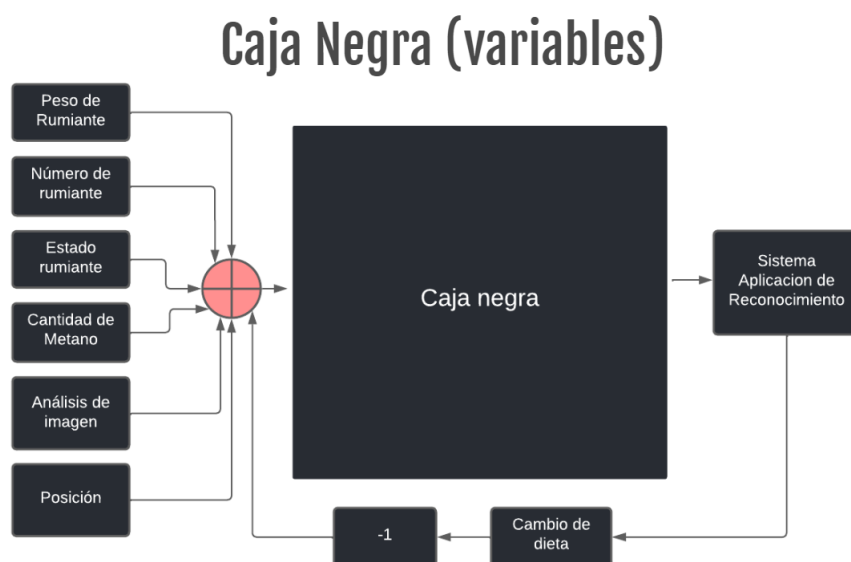 Caja Negra (variables)
Peso de
Rumiante
Número de
rumiante
Estado
rumiante
Cantidad de
Metano
Análisis de
imagen
Posición
Caja negra
Sistema
Aplicacion de
Reconocimiento
-1
Cambio de
dieta